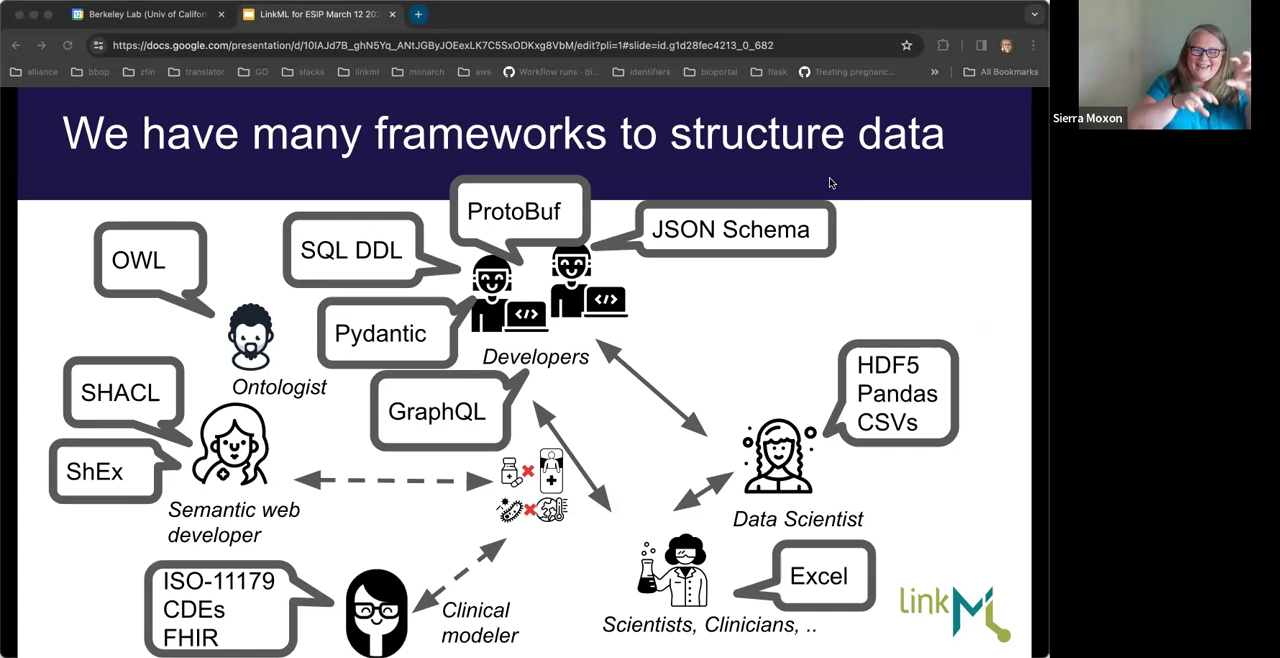 Berkeley Lab (Univ of Califor
LinkML for ESIP March 12 202
https://docs.google.com/presentation/d/10IAJd7B_ghN5Yq_ANtJGByJOEexLK7C5SxODKxg8VbM/edit?pli=1#slide=id.g1d28fec4213_0_682
alliance
bbop
zfin
translator
GO
slacks
linkml
monarch
aws
Workflow runs · bi...
identifiers
bioportal
flask
Treating pregnanc...
»
All Bookmarks
Sierra Moxon
We have many frameworks to structure data
ProtoBuf
JSON Schema
SQL DDL
OWL
Pydantic
Developers
Ontologist
HDF5
Pandas
CSVs
SHACL
GraphQL
ShEx
Semantic web
developer
Data Scientist
ISO-11179
CDEs
FHIR
Clinical
modeler
Excel
Scientists, Clinicians, ..
linkML